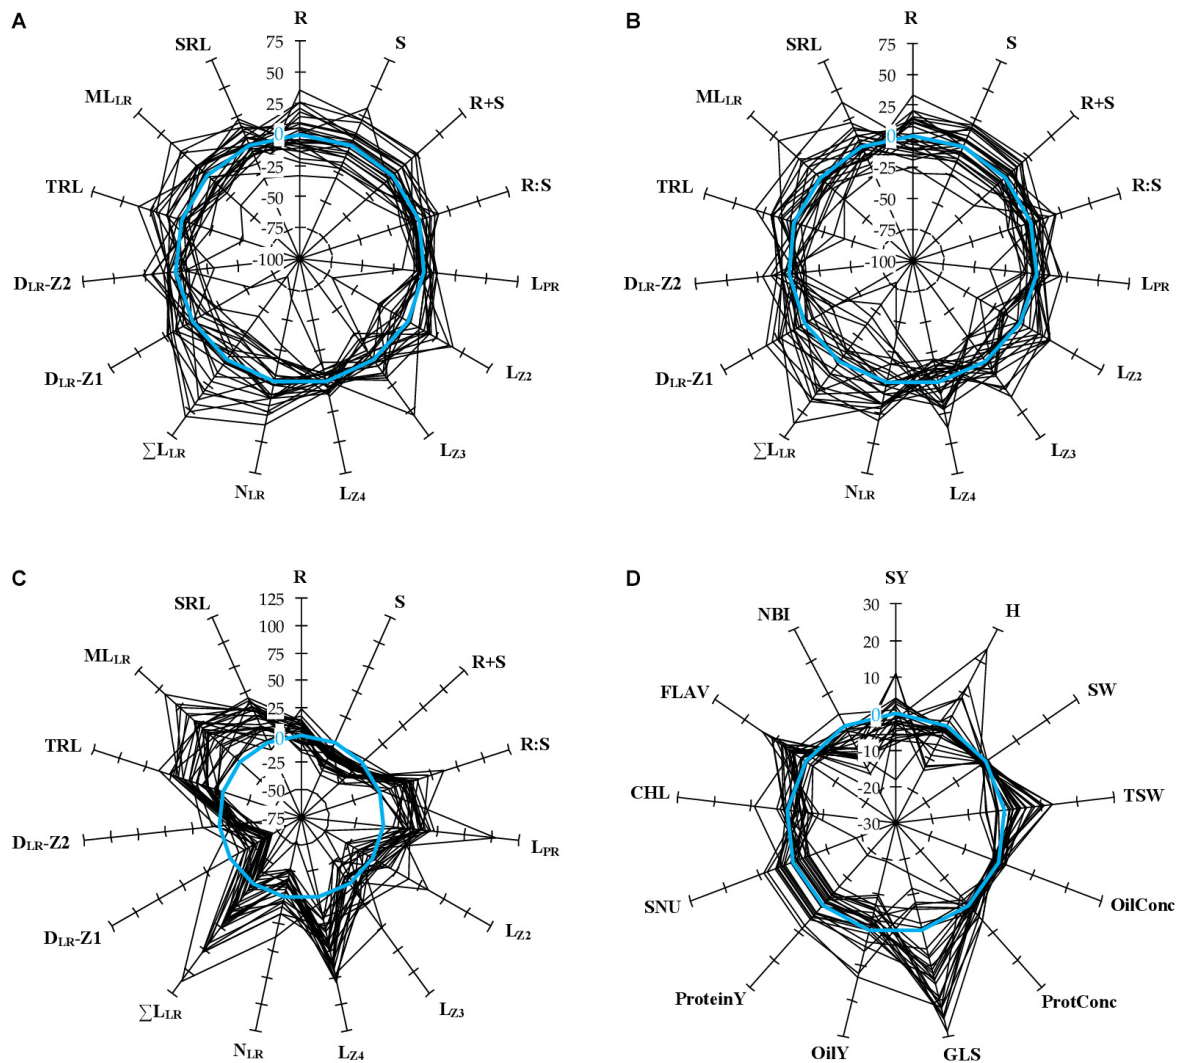 A
R
S
R+S
R:S
LPR
LZ2
LZ3
LZ4
NLR
∑LLR
DLR-Z1
DLR-Z2
TRL
MLLR
SRL
75
50
25
0
-25
-50
-75
-100
B
R
S
R+S
R:S
LPR
LZ2
LZ3
LZ4
NLR
∑LLR
DLR-Z1
DLR-Z2
TRL
MLLR
SRL
75
50
25
0
-25
-50
-75
-100
C
R
S
R+S
R:S
LPR
LZ2
LZ3
LZ4
NLR
∑LLR
DLR-Z1
DLR-Z2
TRL
MLLR
SRL
125
100
75
50
25
0
-25
-50
-75
D
SY
H
SW
TSW
OilConc
ProtConc
GLS
OilY
ProteinY
SNU
CHL
FLAV
NBI
30
20
10
0
-10
-20
-30